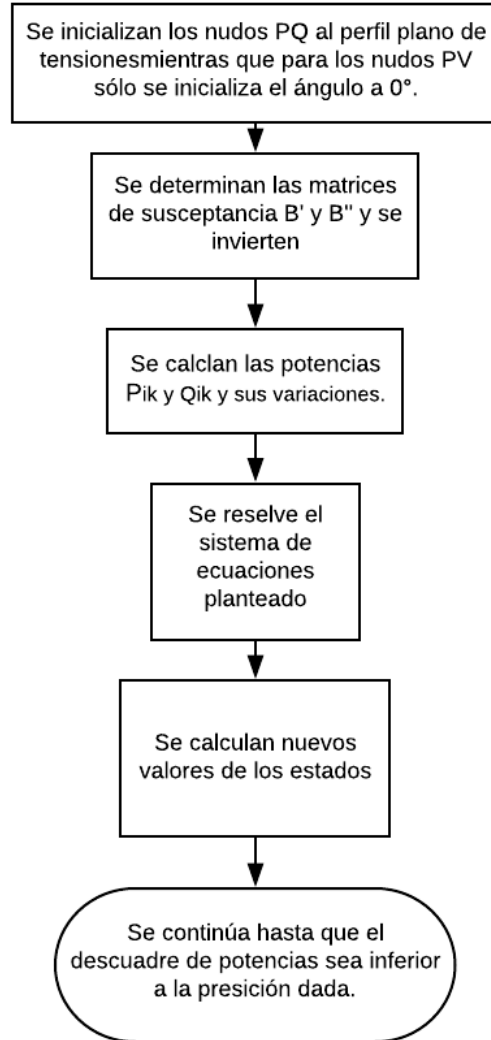 Se inicializan los nudos PQ al perfil plano de
tensionesmientras que para los nudos PV
sólo se inicializa el ángulo a 0°.
Se determinan las matrices
de susceptancia B' y B" y se
invierten
Se calclan las potencias
Pik y Qik y sus variaciones.
Se reselve el
sistema de
ecuaciones
planteado
Se calculan nuevos
valores de los estados
Se continúa hasta que el
descuadre de potencias sea inferior
a la presición dada.